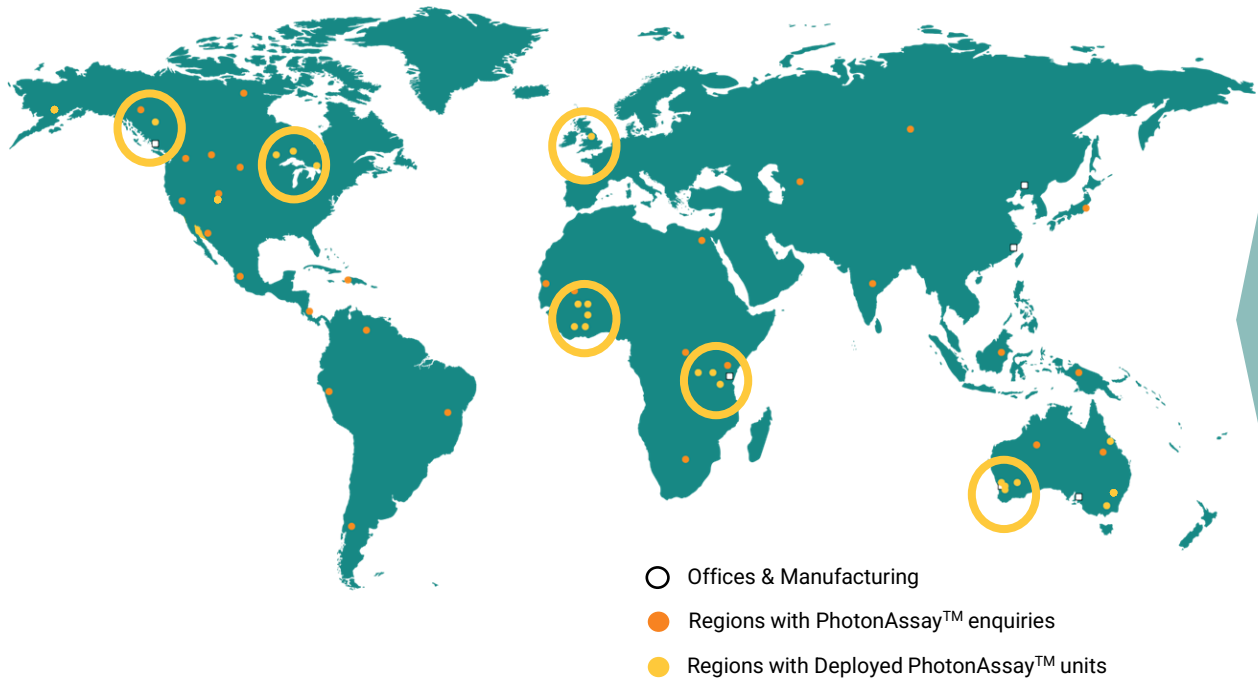 Offices & Manufacturing
Regions with PhotonAssay™ enquiries
Regions with Deployed PhotonAssay™ units